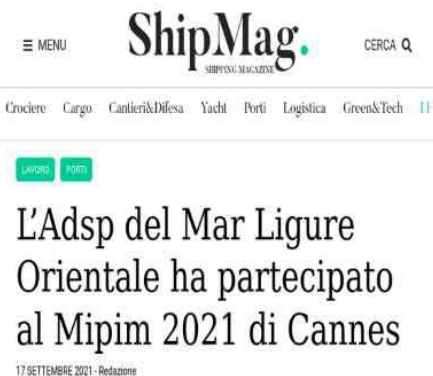 ≡ MENU ShipMag. CERCA
SHIPPING MAGAZINE
Crociere Cargo Cantieri&Difesa Yacht Porti Logistica Green&Tech
LAVORO PORTI
L'Adsp del Mar Ligure
Orientale ha partecipato
al Mipim 2021 di Cannes
17 SETTEMBRE 2021 - Redazione